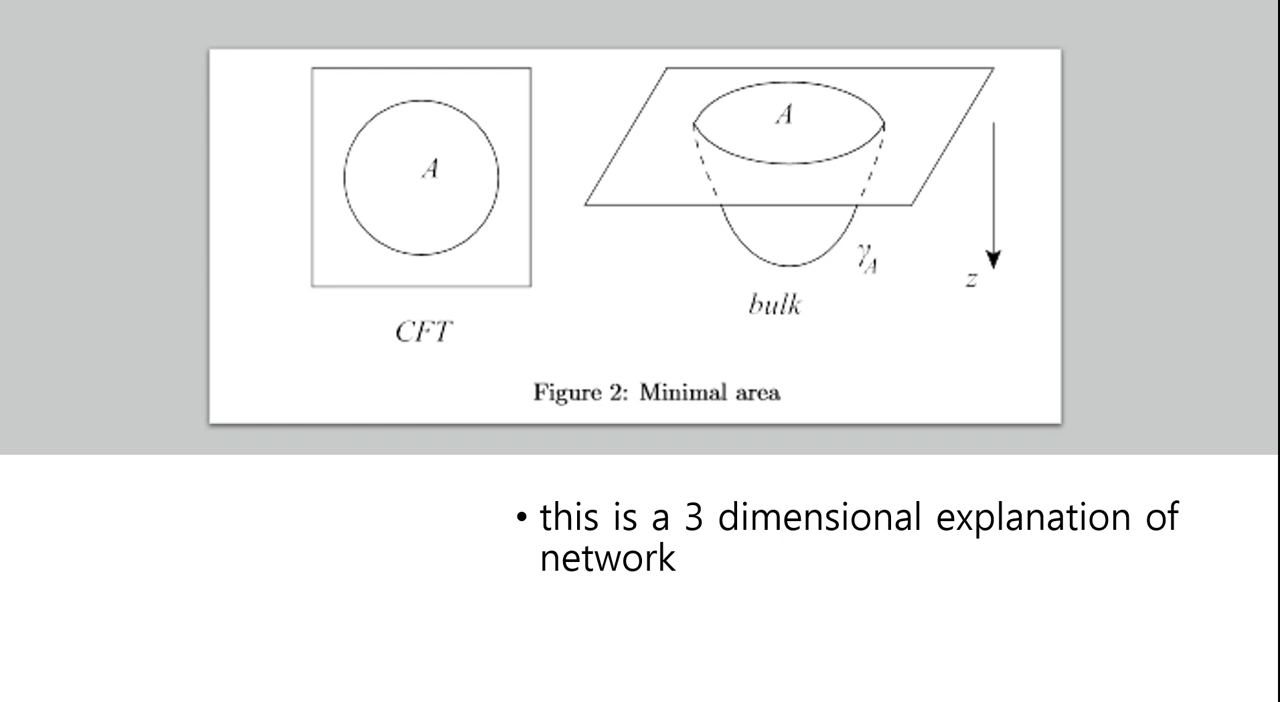 A
A
γA
z
bulk
CFT
Figure 2: Minimal area
• this is a 3 dimensional explanation of
network